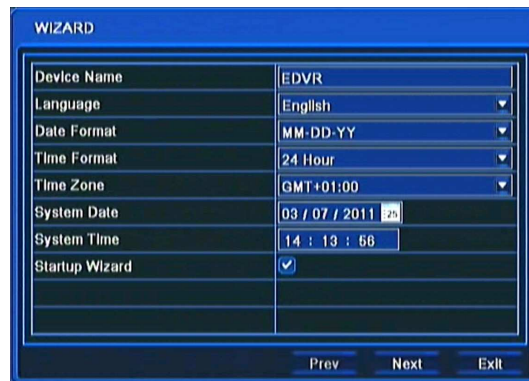 WIZARD
Device Name EDVR
Language English
Date Format MM-DD-YY
Time Format 24 Hour
Time Zone GMT+01:00
System Date 03 / 07 / 2011 25
System Time 14 : 13 : 56
Startup Wizard
Prev Next Exit